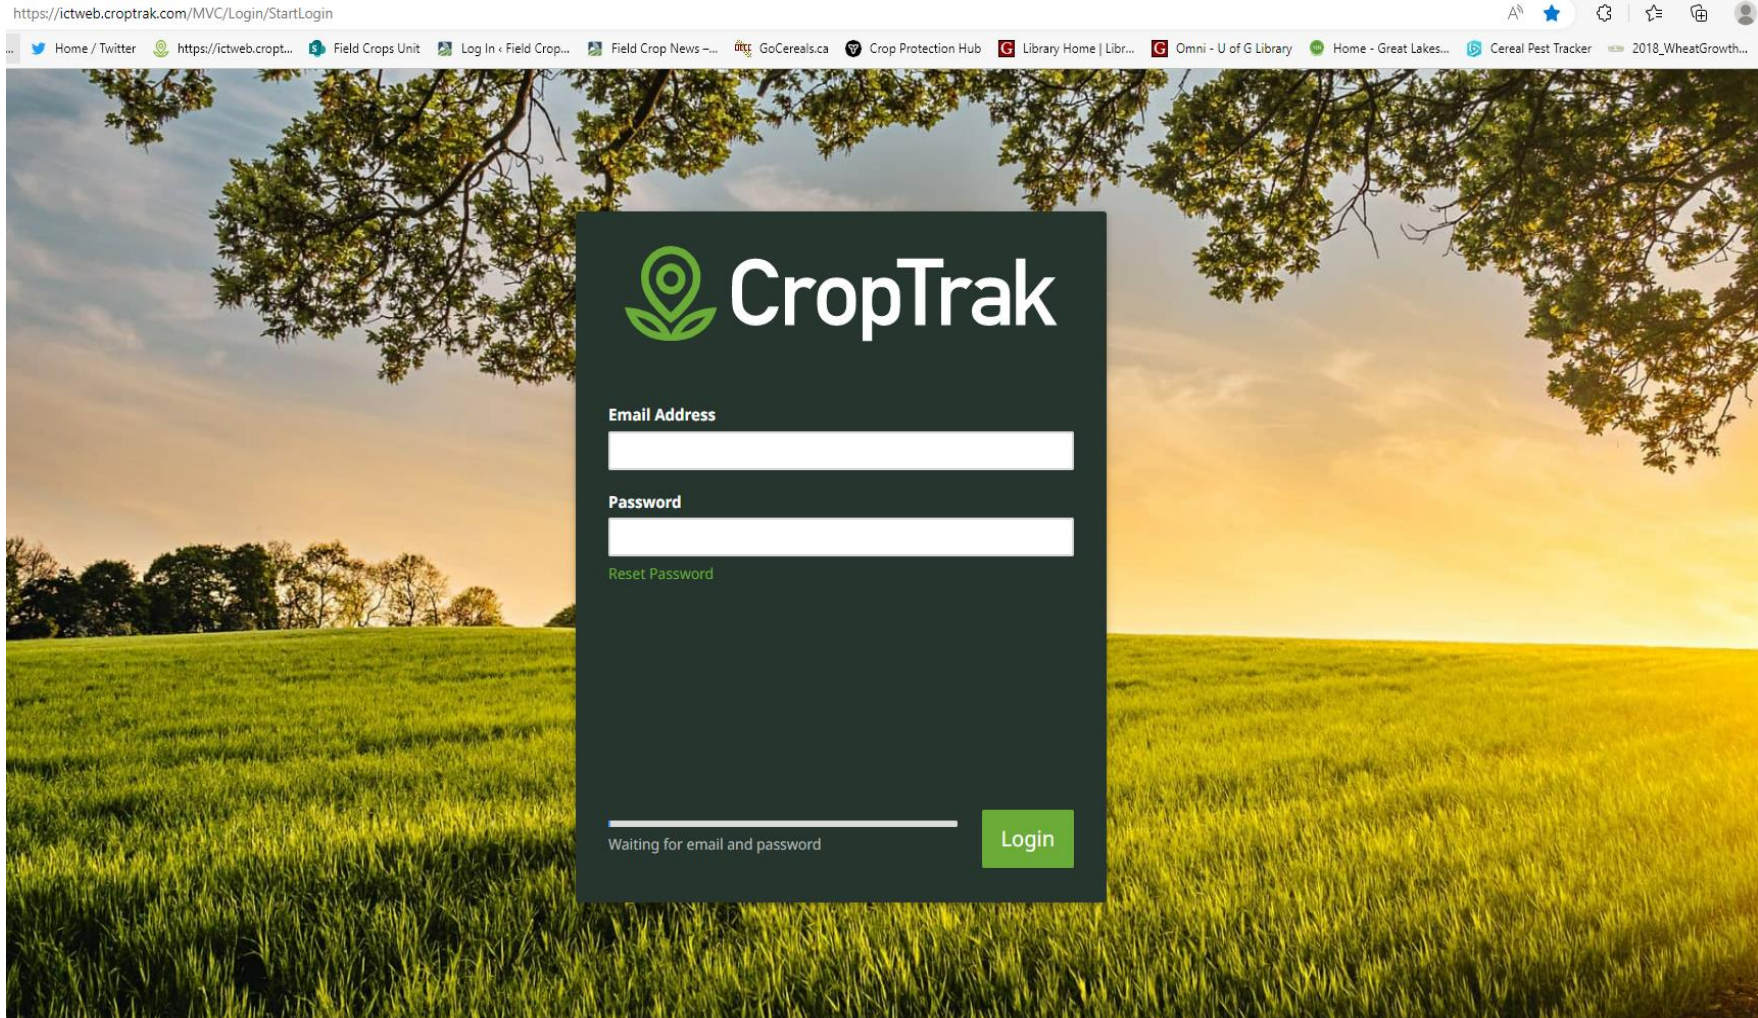 https://ictweb.croptrak.com/MVC/Login/StartLogin
... Home / Twitter https://ictweb.cropt... Field Crops Unit Log In ‹ Field Crop... Field Crop News –... GoCereals.ca Crop Protection Hub G Library Home | Libr... G Omni - U of G Library Home - Great Lakes... Cereal Pest Tracker 2018_WheatGrowth...
CropTrak
Email Address
Password
Reset Password
Waiting for email and password
Login